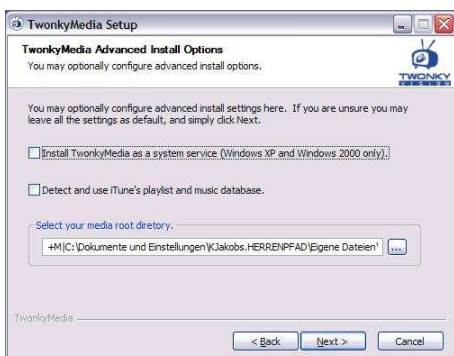 TwonkyMedia Setup
TwonkyMedia Advanced Install Options
You may optionally configure advanced install options.
TWONKY
VISION
You may optionally configure advanced install settings here. If you are unsure you may
leave all the settings as default, and simply click Next.
Install TwonkyMedia as a system service (Windows XP and Windows 2000 only).
Detect and use iTune's playlist and music database.
Select your media root diretory.
+M|C:\Dokumente und Einstellungen\KJakobs.HERRENPFAD\Eigene Dateien\
...
TwonkyMedia
< Back
Next >
Cancel